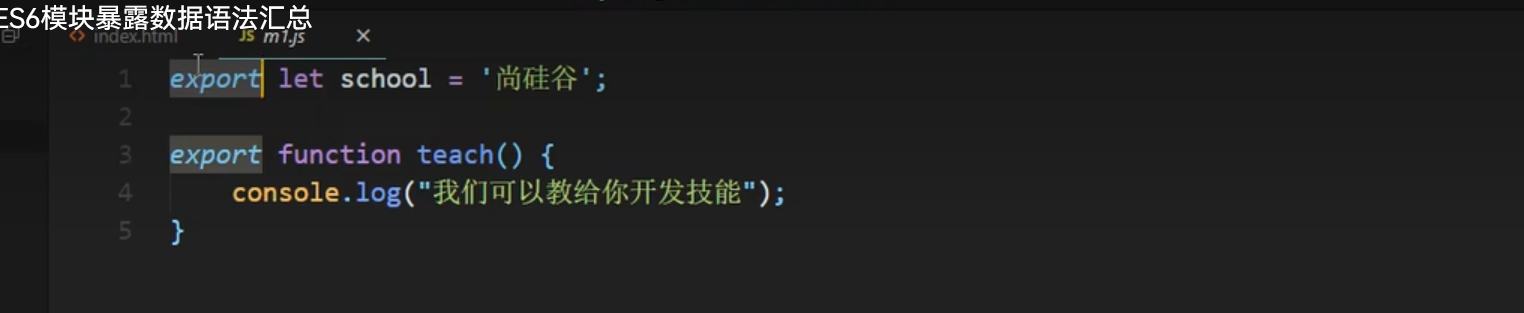 ES6模块暴露数据语法汇总
index.html
JS m1.js ×
1 export let school = '尚硅谷';
2
3 export function teach() {
4 console.log("我们可以教给你开发技能");
5 }